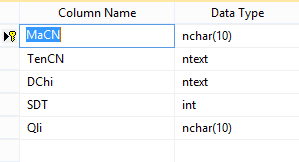 Column Name Data Type
MaCN nchar(10)
TenCN ntext
DChi ntext
SDT int
Qli nchar(10)